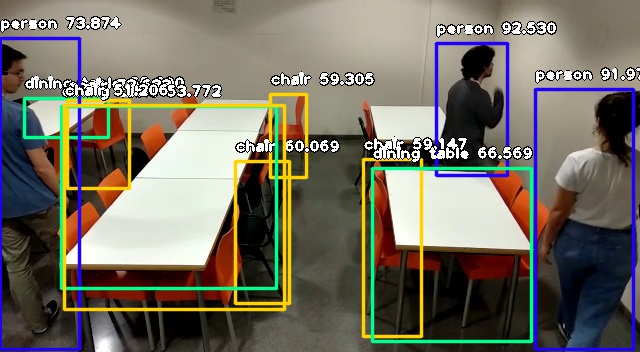 person 73.874
person 92.530
person 91.97
chair 59.305
chair 60.069
chair 59.147
dining table 66.569